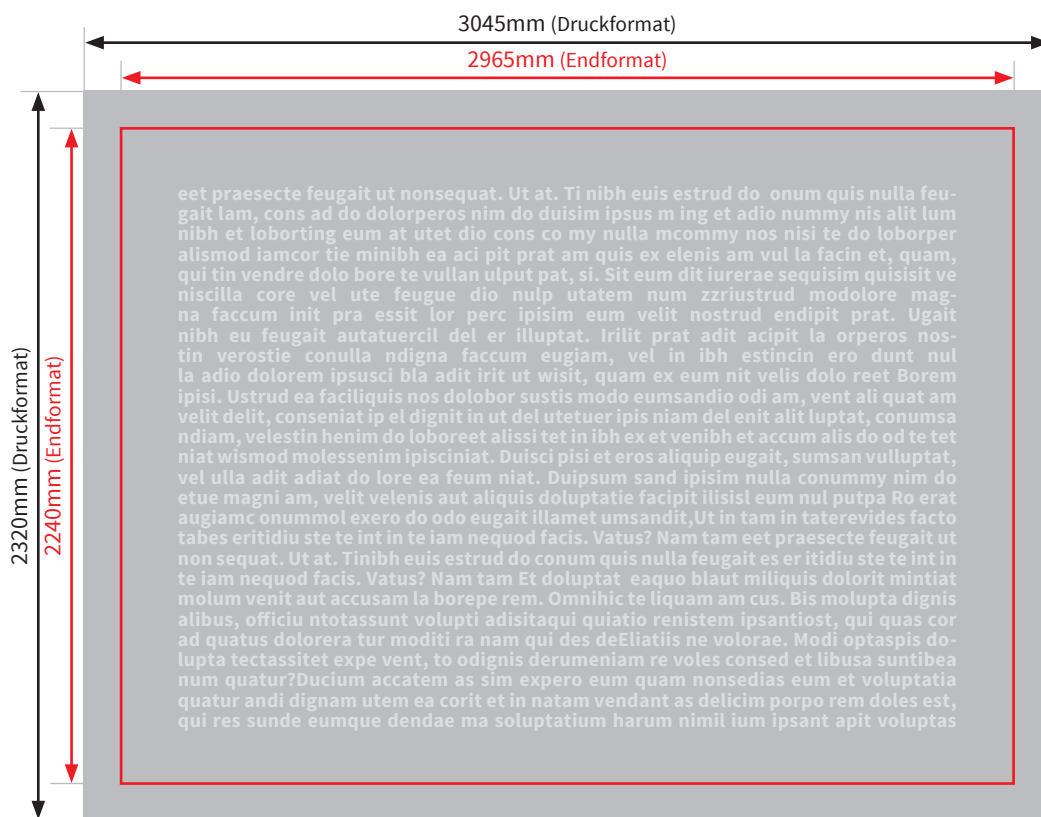 3045mm (Druckformat)
2965mm (Endformat)
2320mm (Druckformat)
2240mm (Endformat)
eet praesecte feugait ut nonsequat. Ut at. Ti nibh euis estrud do  onum quis nulla feu-
gait lam, cons ad do dolorperos nim do duisim ipsus m ing et adio nummy nis alit lum
nibh et loborting eum at utet dio cons co my nulla mcommy nos nisi te do loborper
alismod iamcor tie minibh ea aci pit prat am quis ex elenis am vul la facin et, quam,
qui tin vendre dolo bore te vullan ulput pat, si. Sit eum dit iurerae sequisim quisisit ve
niscilla core vel ute feugue dio nulp utatem num zzriustrud modolore mag-
na faccum init pra essit lor perc ipisim eum velit nostrud endipit prat. Ugait
nibh eu feugait autatuercil del er illuptat. Irilit prat adit acipit la orperos nos-
tin verostie conulla ndigna faccum eugiam, vel in ibh estincin ero dunt nul
la adio dolorem ipsusci bla adit irit ut wisit, quam ex eum nit velis dolo reet Borem
ipisi. Ustrud ea faciliquis nos dolobor sustis modo eumsandio odi am, vent ali quat am
velit delit, conseniat ip el dignit in ut del utetuer ipis niam del enit alit luptat, conumsa
ndiam, velestin henim do loboreet alissi tet in ibh ex et venibh ei accum alis do od te tet
niat wismod molessenim ipisciniat. Duisci pisi et eros aliquip eugait, sumsan vulluptat,
vel ulla adit adiat do lore ea feum niat. Duipsum sand ipism nulla conummy nim do
etue magni am, velit velenis aut aliquis doluptatie facipit ilisisl eum nul putpa Ro erat
augiamc onummol exero do odo eugait illamet umsandit,Ut in tam in taterevides facto
tabes eritidiu ste te int in te iam nequod facis. Vatus? Nam tam eet praesecte feugait ut
non sequat. Ut at. Tinibh euis estrud do conum quis nulla feugait es er itidiu ste te int in
te iam nequod facis. Vatus? Nam tam Et doluptat  eaquo blaut miliquis dolorit mintiat
molum venit aut accusam la borepe rem. Omnihic te liquam am cus. Bis molupta dignis
alibus, officiu ntotassunt volupti adisitaqui quiatio renistem ipsantiost, qui quas cor
ad quatus dolorera tur moditi ra nam qui des deEliatiis ne volorae. Modi optaspis do-
lupta tectassitet expe vent, to odignis derumeniam re voles consed et libusa suntibea
num quatur?Ducium accatem as sim expero eum quam nonsedias eum et voluptatia
quatur andi dignam utem ea corit et in natam vendant as delicim porpo rem doles est,
qui res sunde eumque dendae ma soluptatium harum nimil ium ipsant apit voluptas